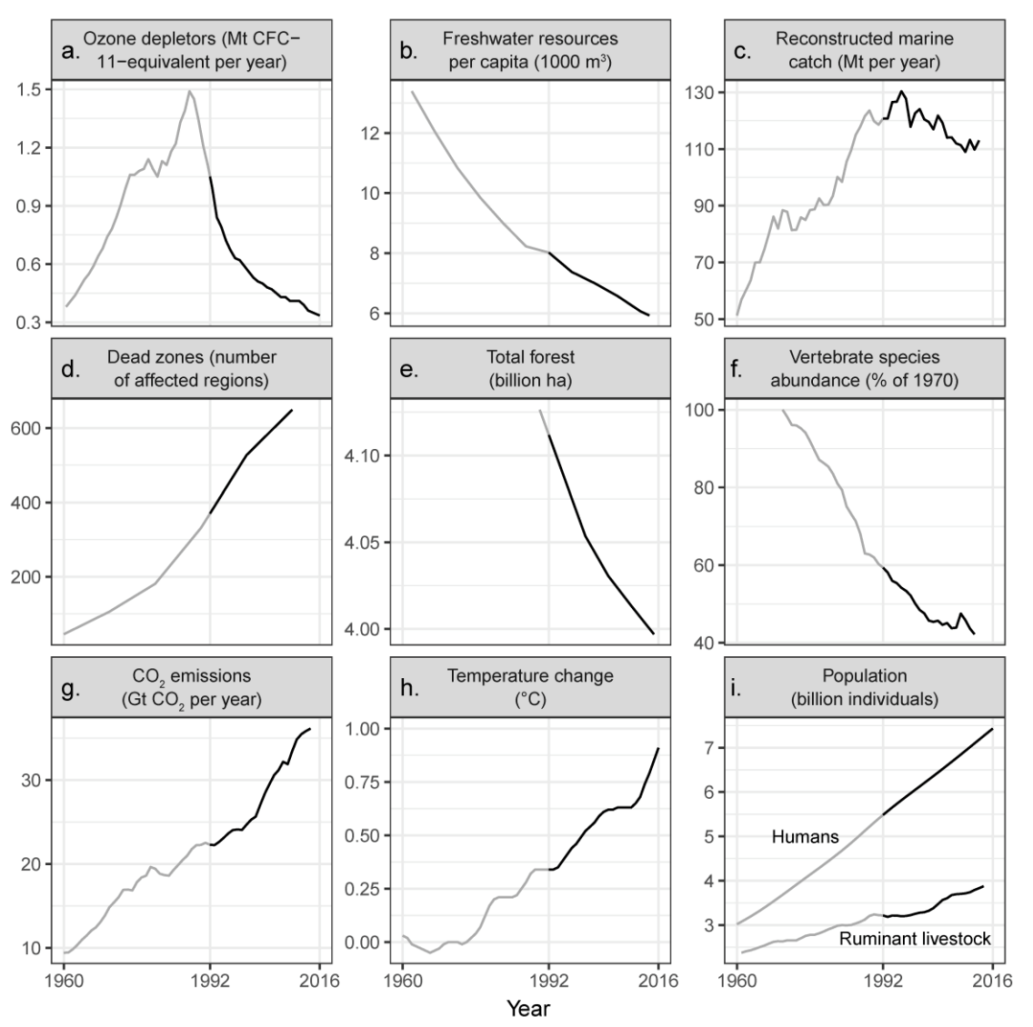 a. Ozone depletors (Mt CFC−
11−equivalent per year)
b. Freshwater resources
per capita (1000 m³)
c. Reconstructed marine
catch (Mt per year)
1.5
1.2
0.9
0.6
0.3
12
10
8
6
130
110
90
70
50
d. Dead zones (number
of affected regions)
e. Total forest
(billion ha)
f. Vertebrate species
abundance (% of 1970)
600
400
200
4.10
4.05
4.00
100
80
60
40
g. CO₂ emissions
(Gt CO₂ per year)
h. Temperature change
(°C)
i. Population
(billion individuals)
30
20
10
1.00
0.75
0.50
0.25
0.00
7
6
5
4
3
Humans
Ruminant livestock
1960 1992 2016
1960 1992 2016
1960 1992 2016
Year